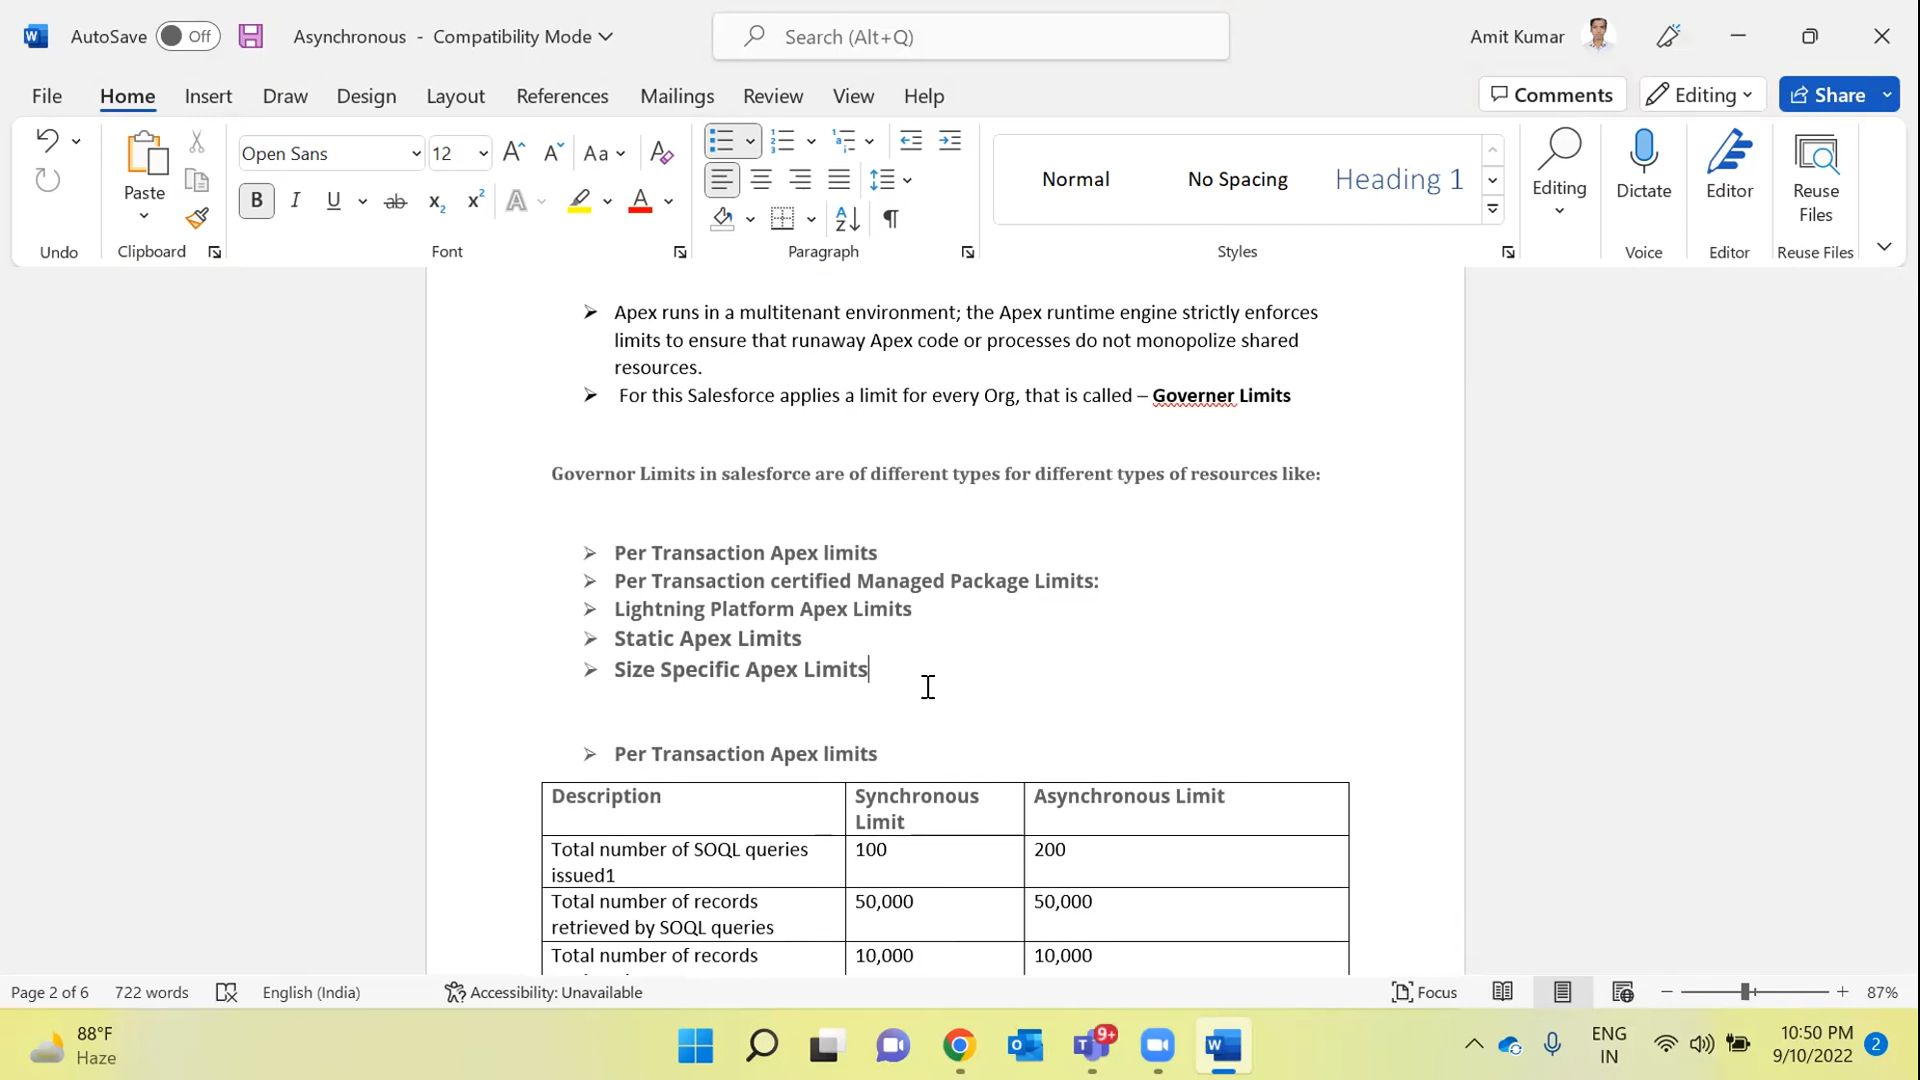 AutoSave Off Asynchronous - Compatibility Mode Search (Alt+Q) Amit Kumar
File Home Insert Draw Design Layout References Mailings Review View Help Comments Editing Share
Open Sans 12 Aa
Paste
B I U ab x2 x2 A A
Normal No Spacing Heading 1
Editing Dictate Editor Reuse
Files
Undo Clipboard Font Paragraph Styles Voice Editor Reuse Files
Apex runs in a multitenant environment; the Apex runtime engine strictly enforces
limits to ensure that runaway Apex code or processes do not monopolize shared
resources.
For this Salesforce applies a limit for every Org, that is called – Governer Limits
Governor Limits in salesforce are of different types for different types of resources like:
Per Transaction Apex limits
Per Transaction certified Managed Package Limits:
Lightning Platform Apex Limits
Static Apex Limits
Size Specific Apex Limits
Per Transaction Apex limits
Description Synchronous Asynchronous Limit
Limit
Total number of SOQL queries 100 200
issued1
Total number of records 50,000 50,000
retrieved by SOQL queries
Total number of records 10,000 10,000
Page 2 of 6 722 words English (India) Accessibility: Unavailable Focus 87%
88°F
Haze
9+
ENG
IN
10:50 PM
9/10/2022
2